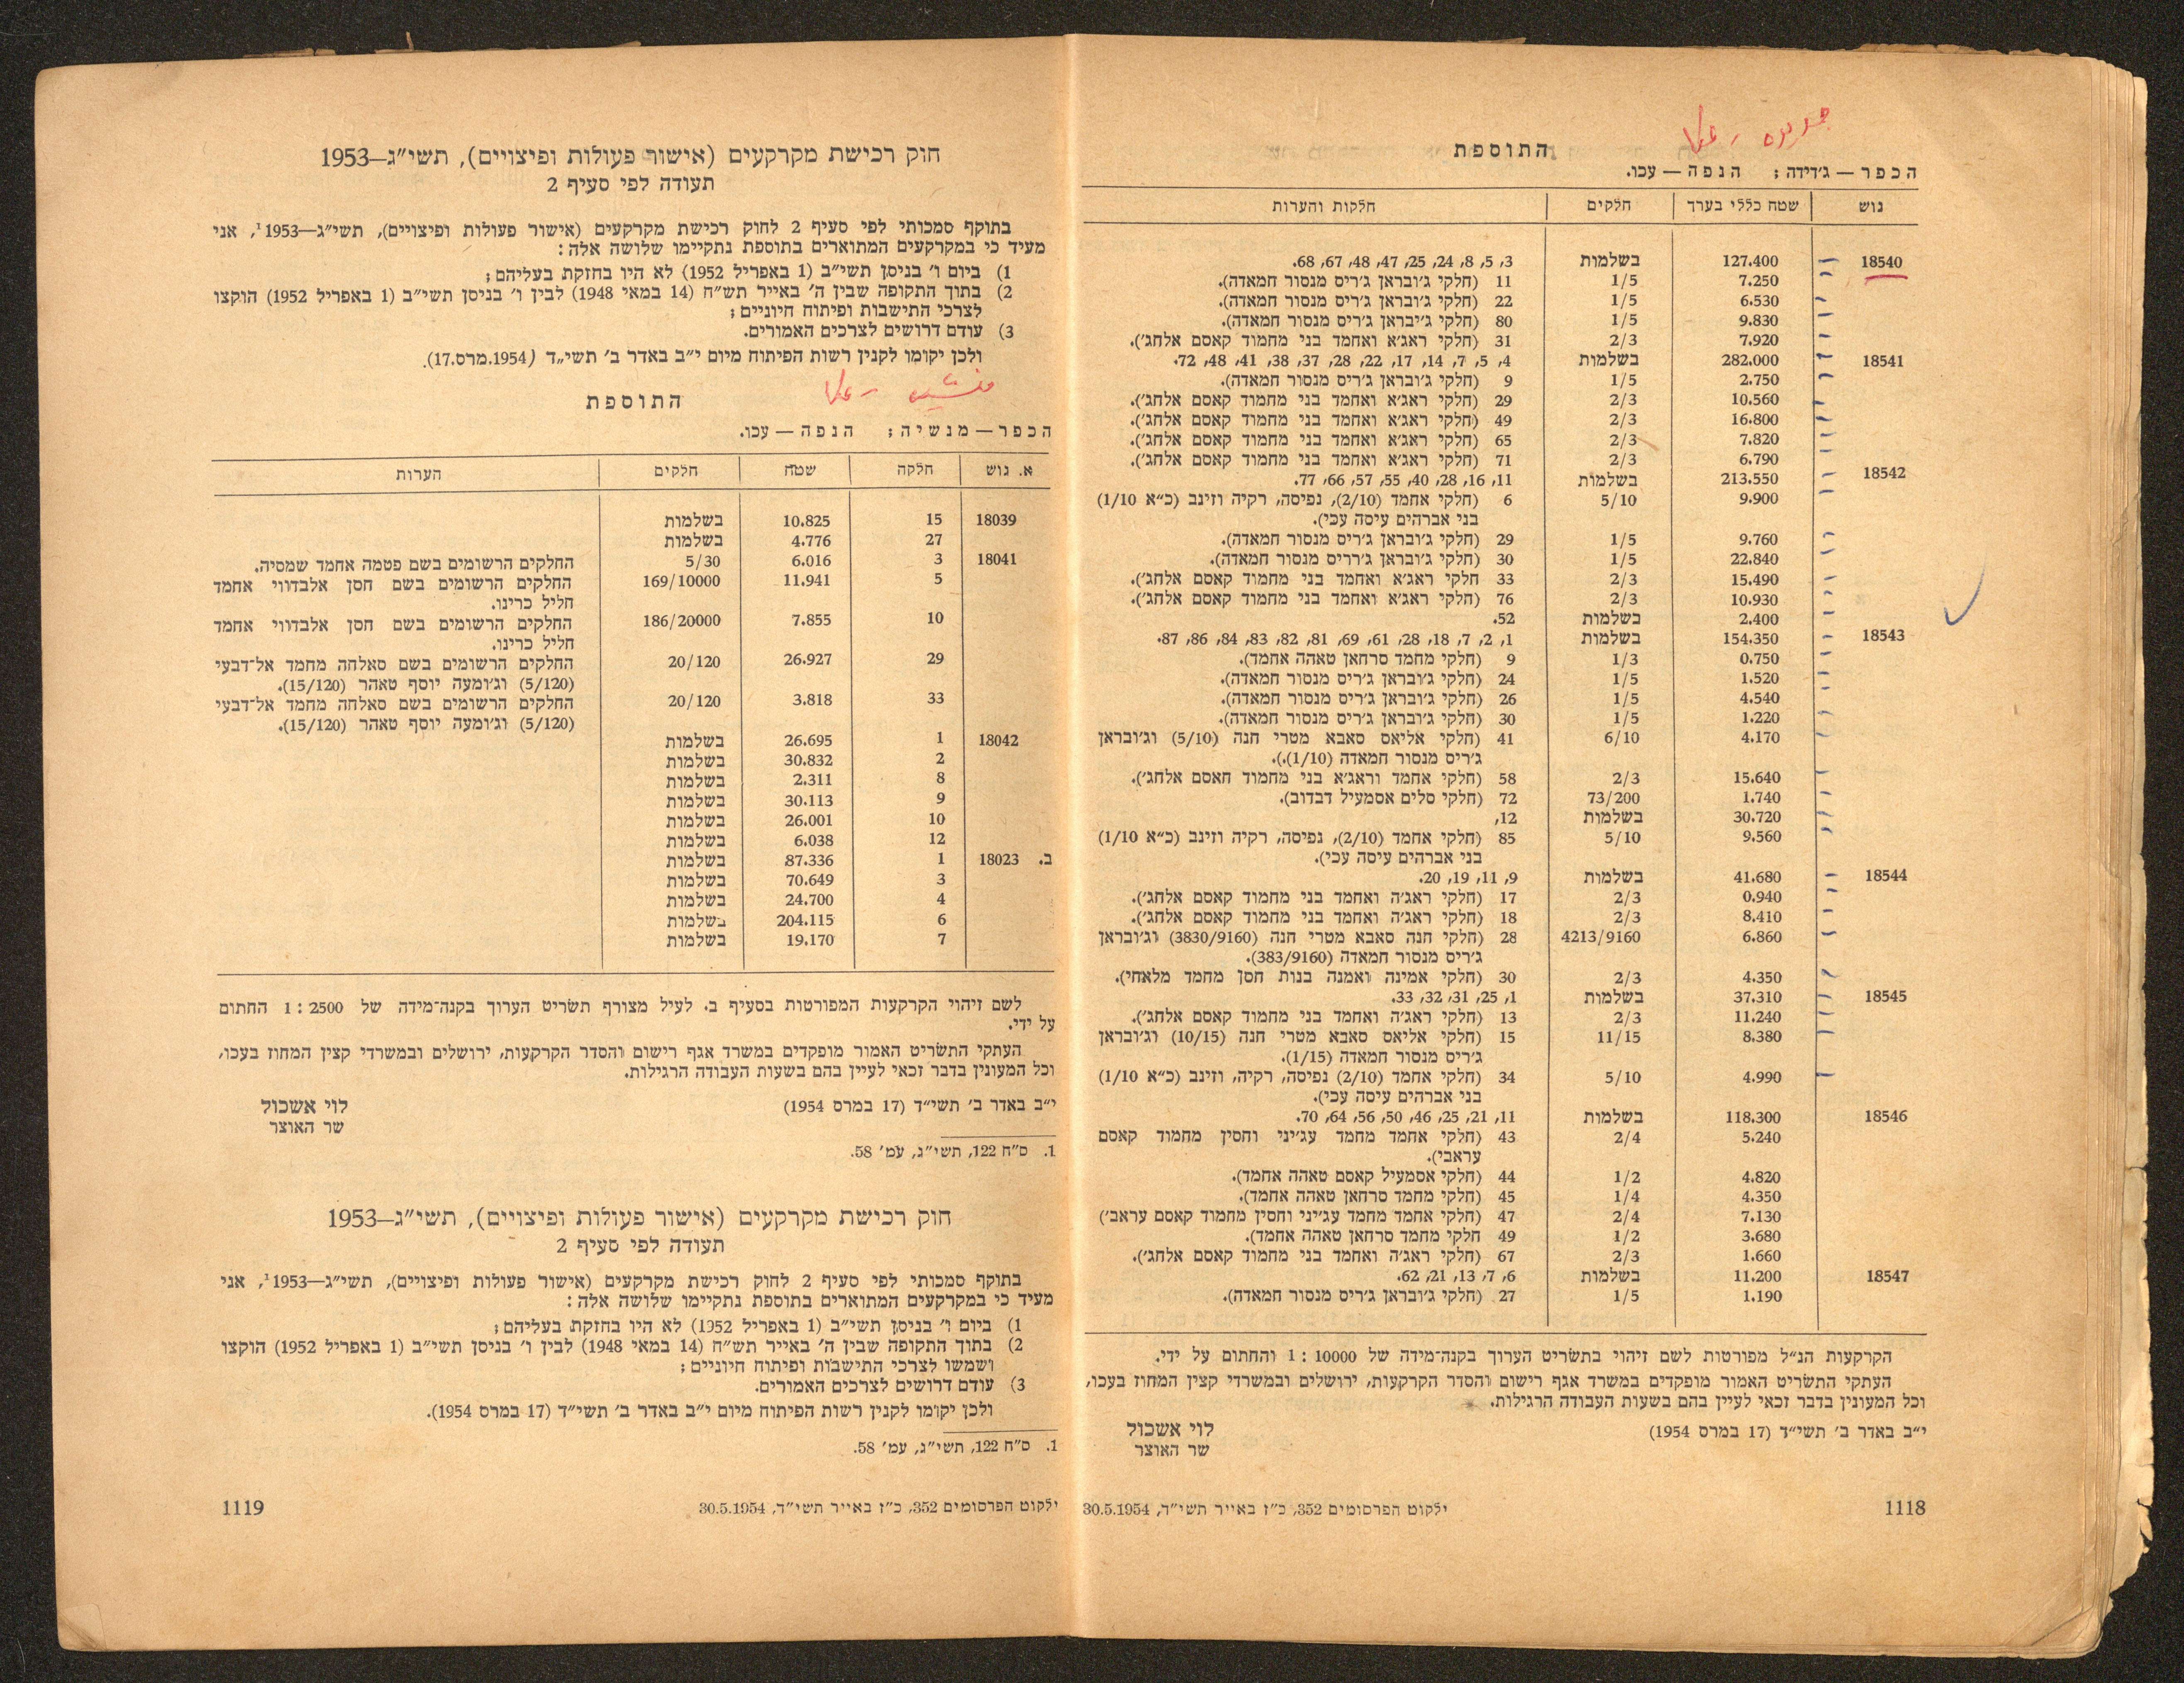 התוספת
הכפר — ג׳דידה; הנפה — עכו.
גוש שטח כללי בערך חלקים חלקות והערות
18540 127.400 בשלמות 3, 5, 8, 24, 25, 47, 48, 67, 68.
7.250 1/5 11 (חלקי ג׳ובראן ג׳ריס מנסור חמאדה).
6.530 1/5 22 (חלקי ג׳ובראן ג׳ריס מנסור חמאדה).
9.830 1/5 80 (חלקי ג׳יבראן ג׳ריס מנסור חמאדה).
7.920 2/3 31 (חלקי ראג׳א ואחמד בני מחמוד קאסם אלחג׳).
18541 282.000 בשלמות 4, 5, 7, 14, 17, 22, 28, 37, 38, 41, 48, 72.
2.750 1/5 9 (חלקי ג׳ובראן ג׳ריס מנסור חמאדה).
10.560 2/3 29 (חלקי ראג׳א ואחמד בני מחמוד קאסם אלחג׳).
16.800 2/3 49 (חלקי ראג׳א ואחמד בני מחמוד קאסם אלחג׳).
7.820 2/3 65 (חלקי ראג׳א ואחמד בני מחמוד קאסם אלחג׳).
6.790 2/3 71 (חלקי ראג׳א ואחמד בני מחמוד קאסם אלחג׳).
18542 213.550 בשלמות 11, 16, 28, 40, 55, 57, 66, 77.
9.900 5/10 6 (חלקי אחמד (2/10), נפיסה, רקיה וזינב (כ״א 1/10)
בני אברהים עיסה עכי).
9.760 1/5 29 (חלקי ג׳ובראן ג׳ריס מנסור חמאדה).
22.840 1/5 30 (חלקי ג׳ובראן ג׳רריס מנסור חמאדה).
15.490 2/3 33 חלקי ראג׳א ואחמד בני מחמוד קאסם אלחג׳).
10.930 2/3 76 (חלקי ראג׳א ואחמד בני מחמוד קאסם אלחג׳).
2.400 בשלמות 52.
18543 154.350 בשלמות 1, 2, 7, 18, 28, 61, 69, 81, 82, 83, 84, 86, 87.
0.750 1/3 9 (חלקי מחמד סרחאן טאהה אחמד).
1.520 1/5 24 (חלקי ג׳ובראן ג׳ריס מנסור חמאדה).
4.540 1/5 26 (חלקי ג׳ובראן ג׳ריס מנסור חמאדה).
1.220 1/5 30 (חלקי ג׳ובראן ג׳ריס מנסור חמאדה).
4.170 6/10 41 (חלקי אליאס סאבא מטרי חנה (5/10) וג׳ובראן
ג׳ריס מנסור חמאדה (1/10).).
15.640 2/3 58 (חלקי אחמד וראג׳א בני מחמוד חאסם אלחג׳).
1.740 73/200 72 (חלקי סלים אסמעיל דבדוב).
30.720 בשלמות 12,
9.560 5/10 85 (חלקי אחמד (2/10), נפיסה, רקיה וזינב (כ״א 1/10)
בני אברהים עיסה עכי).
18544 41.680 בשלמות 9, 11, 19, 20.
0.940 2/3 17 (חלקי ראג׳ה ואחמד בני מחמוד קאסם אלחג׳).
8.410 2/3 18 (חלקי ראג׳ה ואחמד בני מחמוד קאסם אלחג׳).
6.860 4213/9160 28 (חלקי חנה סאבא מטרי חנה (3830/9160) וג׳ובראן
ג׳ריס מנסור חמאדה (383/9160).
4.350 2/3 30 (חלקי אמינה ואמנה בנות חסן מחמד מלאחי).
18545 37.310 בשלמות 1, 25, 31, 32, 33.
11.240 2/3 13 (חלקי ראג׳ה ואחמד בני מחמוד קאסם אלחג׳).
8.380 11/15 15 (חלקי אליאס סאבא מטרי חנה (10/15) וג׳ובראן
ג׳ריס מנסור חמאדה (1/15).
4.990 5/10 34 (חלקי אחמד (2/10) נפיסה, רקיה, וזינב (כ״א 1/10)
בני אברהים עיסה עכי).
18546 118.300 בשלמות 11, 21, 25, 46, 50, 56, 64, 70.
5.240 2/4 43 (חלקי אחמד מחמד עג׳יני וחסין מחמוד קאסם
עראבי).
4.820 1/2 44 (חלקי אסמעיל קאסם טאהה אחמד).
4.350 1/4 45 (חלקי מחמד סרחאן טאהה אחמד).
7.130 2/4 47 (חלקי אחמד מחמד עג׳יני וחסין מחמוד קאסם עראב׳)
3.680 1/2 49 חלקי מחמד סרחאן טאהה אחמד).
1.660 2/3 67 (חלקי ראג׳ה ואחמד בני מחמוד קאסם אלחג׳).
18547 11.200 בשלמות 6, 7, 13, 21, 62.
1.190 1/5 27 (חלקי ג׳ובראן ג׳ריס מנסור חמאדה).
הקרקעות הנ״ל מפורטות לשם זיהוי בתשריט הערוך בקנה־מידה של 10000 : 1 והחתום על ידי.
העתקי התשריט האמור מופקדים במשרד אגף רישום והסדר הקרקעות, ירושלים ובמשרדי קצין המחוז בעכו,
וכל המעונין בדבר זכאי לעיין בהם בשעות העבודה הרגילות.
י״ב באדר ב׳ תשי״ד (17 במרס 1954)
לוי אשכול
שר האוצר
1118 ילקוט הפרסומים 352, כ״ז באייר תשי״ד, 30.5.1954
חוק רכישת מקרקעים (אישור פעולות ופיצויים), תשי״ג—1953
תעודה לפי סעיף 2
בתוקף סמכותי לפי סעיף 2 לחוק רכישת מקרקעים (אישור פעולות ופיצויים), תשי״ג—1953¹, אני
מעיד כי במקרקעים המתוארים בתוספת נתקיימו שלושה אלה:
1) ביום ו׳ בניסן תשי״ב (1 באפריל 1952) לא היו בחזקת בעליהם;
2) בתוך התקופה שבין ה׳ באייר תש״ח (14 במאי 1948) לבין ו׳ בניסן תשי״ב (1 באפריל 1952) הוקצו
לצרכי התישבות ופיתוח חיוניים;
3) עודם דרושים לצרכים האמורים.
ולכן יקומו לקנין רשות הפיתוח מיום י״ב באדר ב׳ תשי״ד (17.מרס.1954).
התוספת
הכפר — מנשיה; הנפה — עכו.
א. גוש חלקה שטח חלקים הערות
18039 15 10.825 בשלמות
27 4.776 בשלמות
18041 3 6.016 5/30 החלקים הרשומים בשם פטמה אחמד שמסיה.
5 11.941 169/10000 החלקים הרשומים בשם חסן אלבדווי אחמד
חליל כרינו.
10 7.855 186/20000 החלקים הרשומים בשם חסן אלבדווי אחמד
חליל כרינו.
29 26.927 20/120 החלקים הרשומים בשם סאלחה מחמד אל־דבעי
(5/120) וג׳ומעה יוסף טאהר (15/120).
33 3.818 20/120 החלקים הרשומים בשם סאלחה מחמד אל־דבעי
(5/120) וג׳ומעה יוסף טאהר (15/120).
18042 1 26.695 בשלמות
2 30.832 בשלמות
8 2.311 בשלמות
9 30.113 בשלמות
10 26.001 בשלמות
12 6.038 בשלמות
ב. 18023 1 87.336 בשלמות
3 70.649 בשלמות
4 24.700 בשלמות
6 204.115 בשלמות
7 19.170 בשלמות
לשם זיהוי הקרקעות המפורטות בסעיף ב. לעיל מצורף תשריט הערוך בקנה־מידה של 2500 : 1 החתום
על ידי.
העתקי התשריט האמור מופקדים במשרד אגף רישום והסדר הקרקעות, ירושלים ובמשרדי קצין המחוז בעכו,
וכל המעונין בדבר זכאי לעיין בהם בשעות העבודה הרגילות.
י״ב באדר ב׳ תשי״ד (17 במרס 1954)
לוי אשכול
שר האוצר
1. ס״ח 122, תשי״ג, עמ׳ 58.
חוק רכישת מקרקעים (אישור פעולות ופיצויים), תשי״ג—1953
תעודה לפי סעיף 2
בתוקף סמכותי לפי סעיף 2 לחוק רכישת מקרקעים (אישור פעולות ופיצויים), תשי״ג—1953¹, אני
מעיד כי במקרקעים המתוארים בתוספת נתקיימו שלושה אלה:
1) ביום ו׳ בניסן תשי״ב (1 באפריל 1952) לא היו בחזקת בעליהם;
2) בתוך התקופה שבין ה׳ באייר תש״ח (14 במאי 1948) לבין ו׳ בניסן תשי״ב (1 באפריל 1952) הוקצו
ושמשו לצרכי התישבות ופיתוח חיוניים;
3) עודם דרושים לצרכים האמורים.
ולכן יקומו לקנין רשות הפיתוח מיום י״ב באדר ב׳ תשי״ד (17 במרס 1954).
1. ס״ח 122, תשי״ג, עמ׳ 58.
ילקוט הפרסומים 352, כ״ז באייר תשי״ד, 30.5.1954 1119